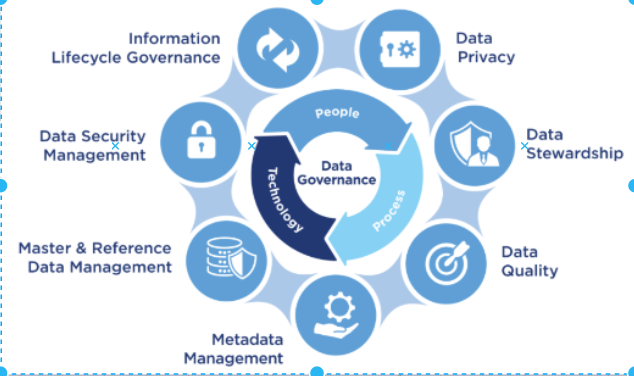 Information
Lifecycle Governance
Data
Privacy
Data Security
Management
Data
Stewardship
People
Data
Governance
Technology
Process
Master & Reference
Data Management
Data
Quality
Metadata
Management